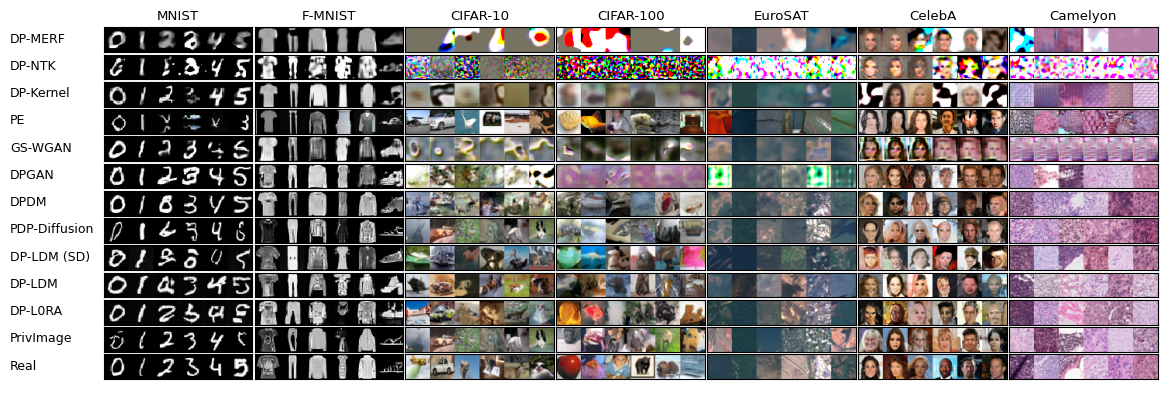 MNIST F-MNIST CIFAR-10 CIFAR-100 EuroSAT CelebA Camelyon
DP-MERF
DP-NTK
DP-Kernel
PE
GS-WGAN
DPGAN
DPDM
PDP-Diffusion
DP-LDM (SD)
DP-LDM
DP-L0RA
PrivImage
Real